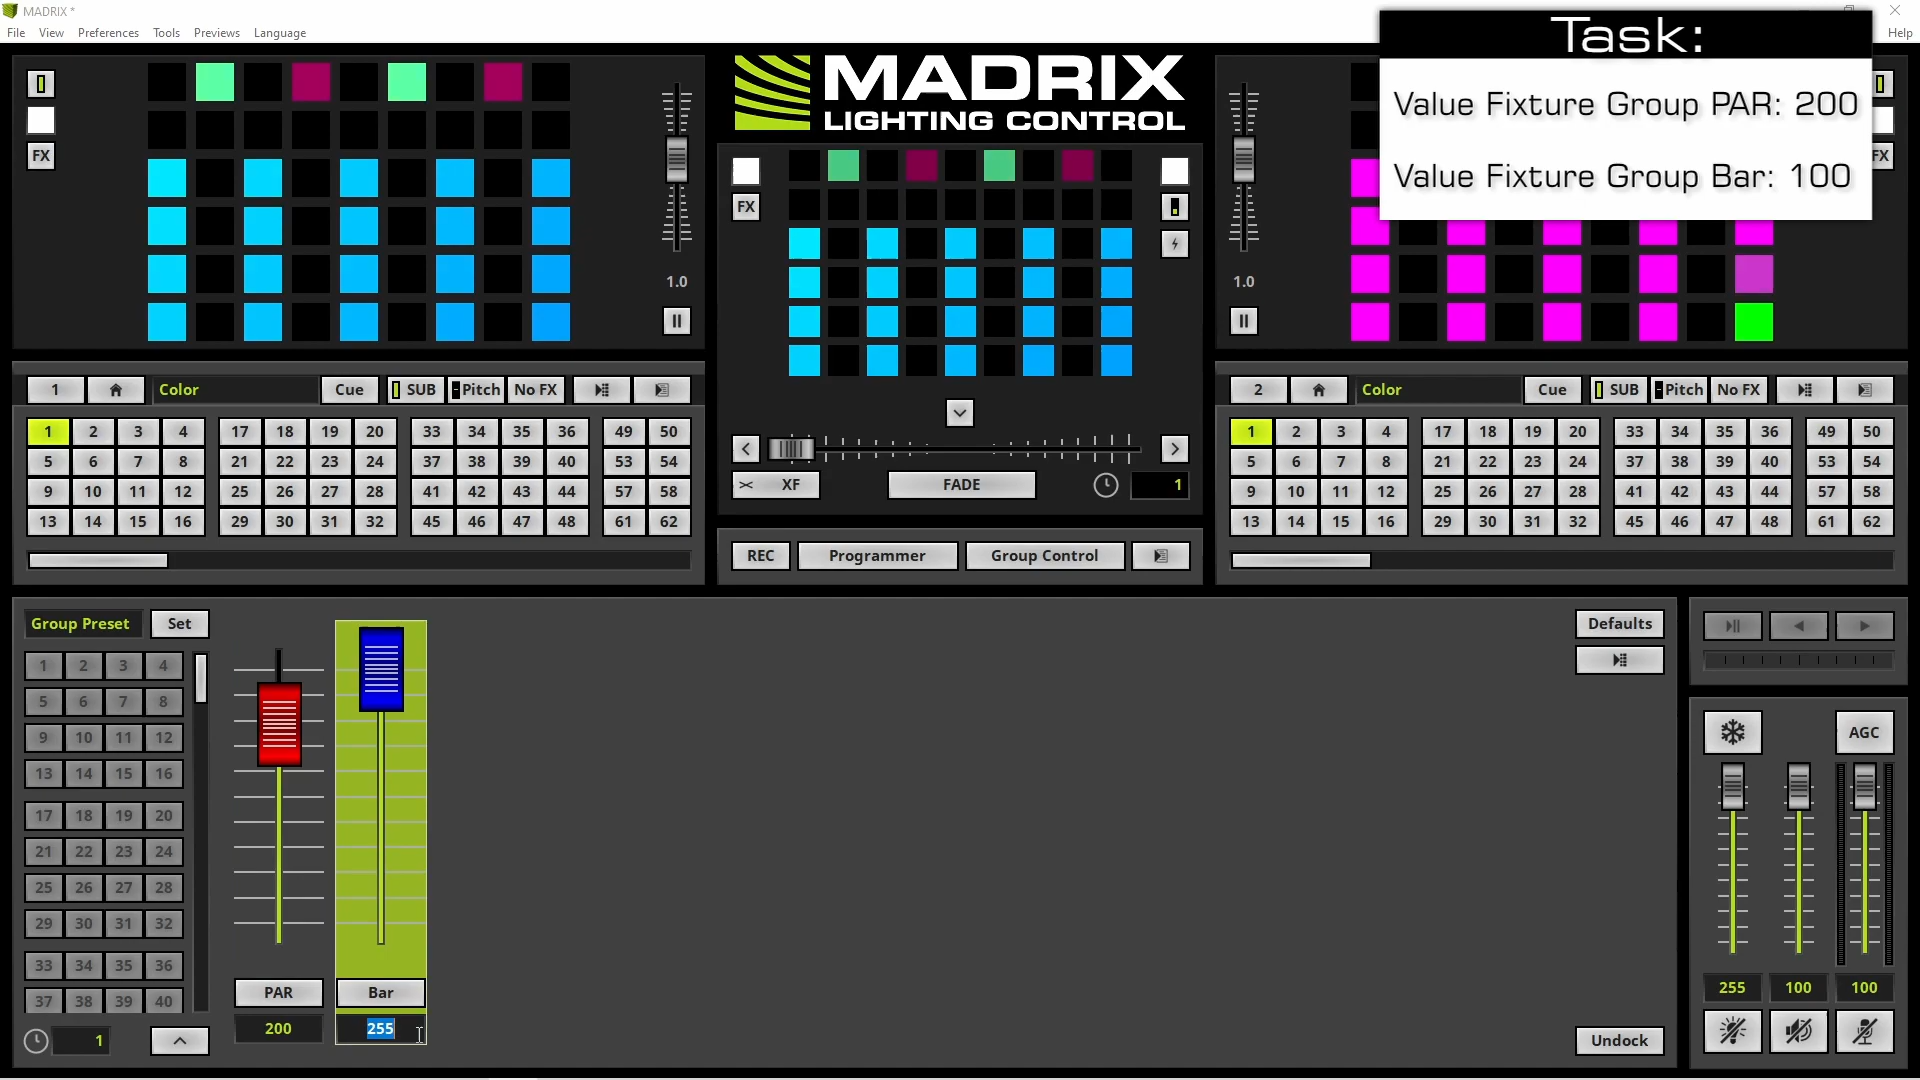 MADRIX *
File View Preferences Tools Previews Language Help
Task:
Value Fixture Group PAR: 200
Value Fixture Group Bar: 100
MADRIX
LIGHTING CONTROL
FX
1.0
FX
1.0
FX
1 Color Cue SUB Pitch No FX
1 2 3 4 17 18 19 20 33 34 35 36 49 50
5 6 7 8 21 22 23 24 37 38 39 40 53 54
9 10 11 12 25 26 27 28 41 42 43 44 57 58
13 14 15 16 29 30 31 32 45 46 47 48 61 62
XF FADE 1
REC Programmer Group Control
2 Color Cue SUB Pitch No FX
1 2 3 4 17 18 19 20 33 34 35 36 49 50
5 6 7 8 21 22 23 24 37 38 39 40 53 54
9 10 11 12 25 26 27 28 41 42 43 44 57 58
13 14 15 16 29 30 31 32 45 46 47 48 61 62
Group Preset Set
1 2 3 4
5 6 7 8
9 10 11 12
13 14 15 16
17 18 19 20
21 22 23 24
25 26 27 28
29 30 31 32
33 34 35 36
37 38 39 40
1
PAR Bar
200 255
Defaults
Undock
AGC
255 100 100